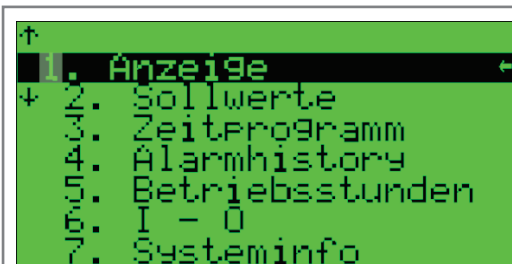 ↑
1. Anzeige ←
↓ 2. Sollwerte
3. Zeitprogramm
4. Alarmhistory
5. Betriebsstunden
6. I - O
7. Systeminfo